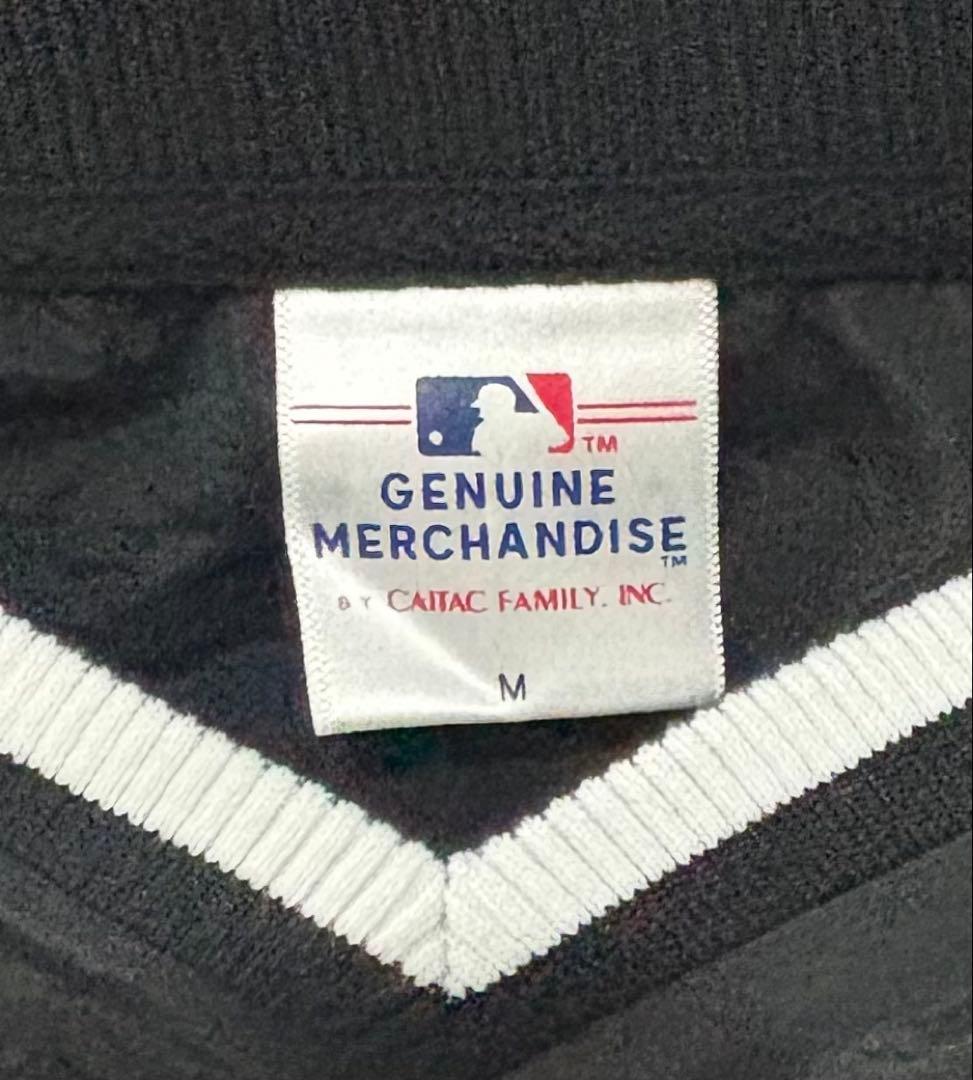 TM
GENUINE
MERCHANDISE
TM
BY CAITAC FAMILY. INC.
M